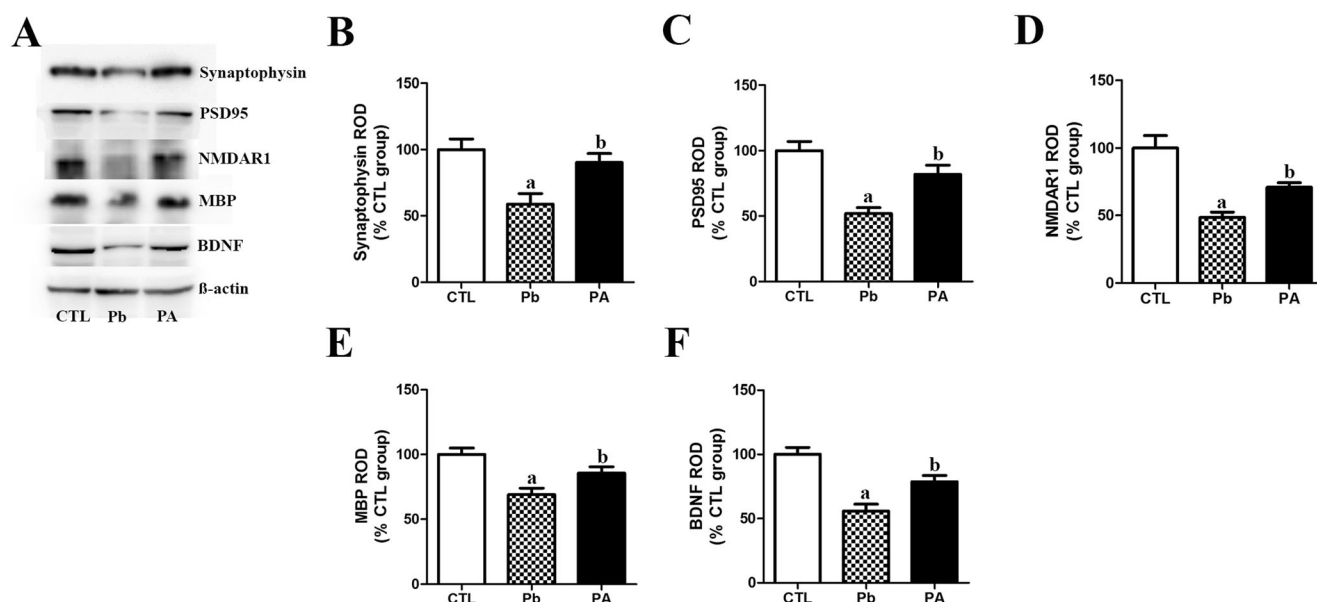 A
Synaptophysin
PSD95
NMDAR1
MBP
BDNF
ß-actin
CTL Pb PA
B
Synaptophysin ROD
(% CTL group)
150
100
50
0
a
b
CTL Pb PA
C
PSD95 ROD
(% CTL group)
150
100
50
0
a
b
CTL Pb PA
D
NMDAR1 ROD
(% CTL group)
150
100
50
0
a
b
CTL Pb PA
E
MBP ROD
(% CTL group)
150
100
50
0
a
b
CTL Pb PA
F
BDNF ROD
(% CTL group)
150
100
50
0
a
b
CTL Pb PA